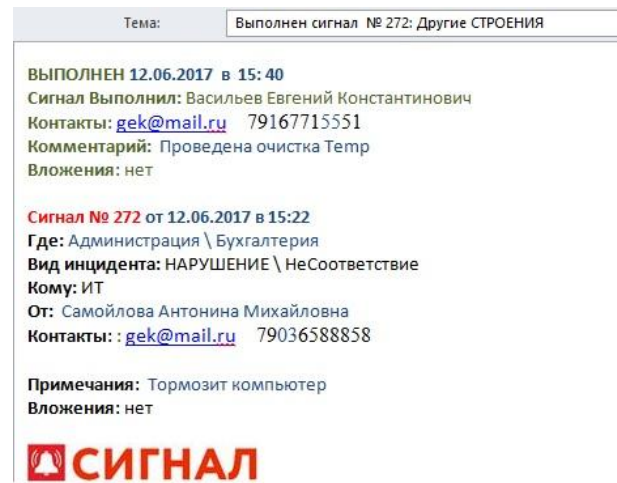 Тема:
Выполнен сигнал № 272: Другие СТРОЕНИЯ
ВЫПОЛНЕН 12.06.2017 в 15: 40
Сигнал Выполнил: Васильев Евгений Константинович
Контакты: gek@mail.ru 79167715551
Комментарий: Проведена очистка Temp
Вложения: нет
Сигнал № 272 от 12.06.2017 в 15:22
Где: Администрация \ Бухгалтерия
Вид инцидента: НАРУШЕНИЕ \ НеСоответствие
Кому: ИТ
От: Самойлова Антонина Михайловна
Контакты: : gek@mail.ru 79036588858
Примечания: Тормозит компьютер
Вложения: нет
СИГНАЛ